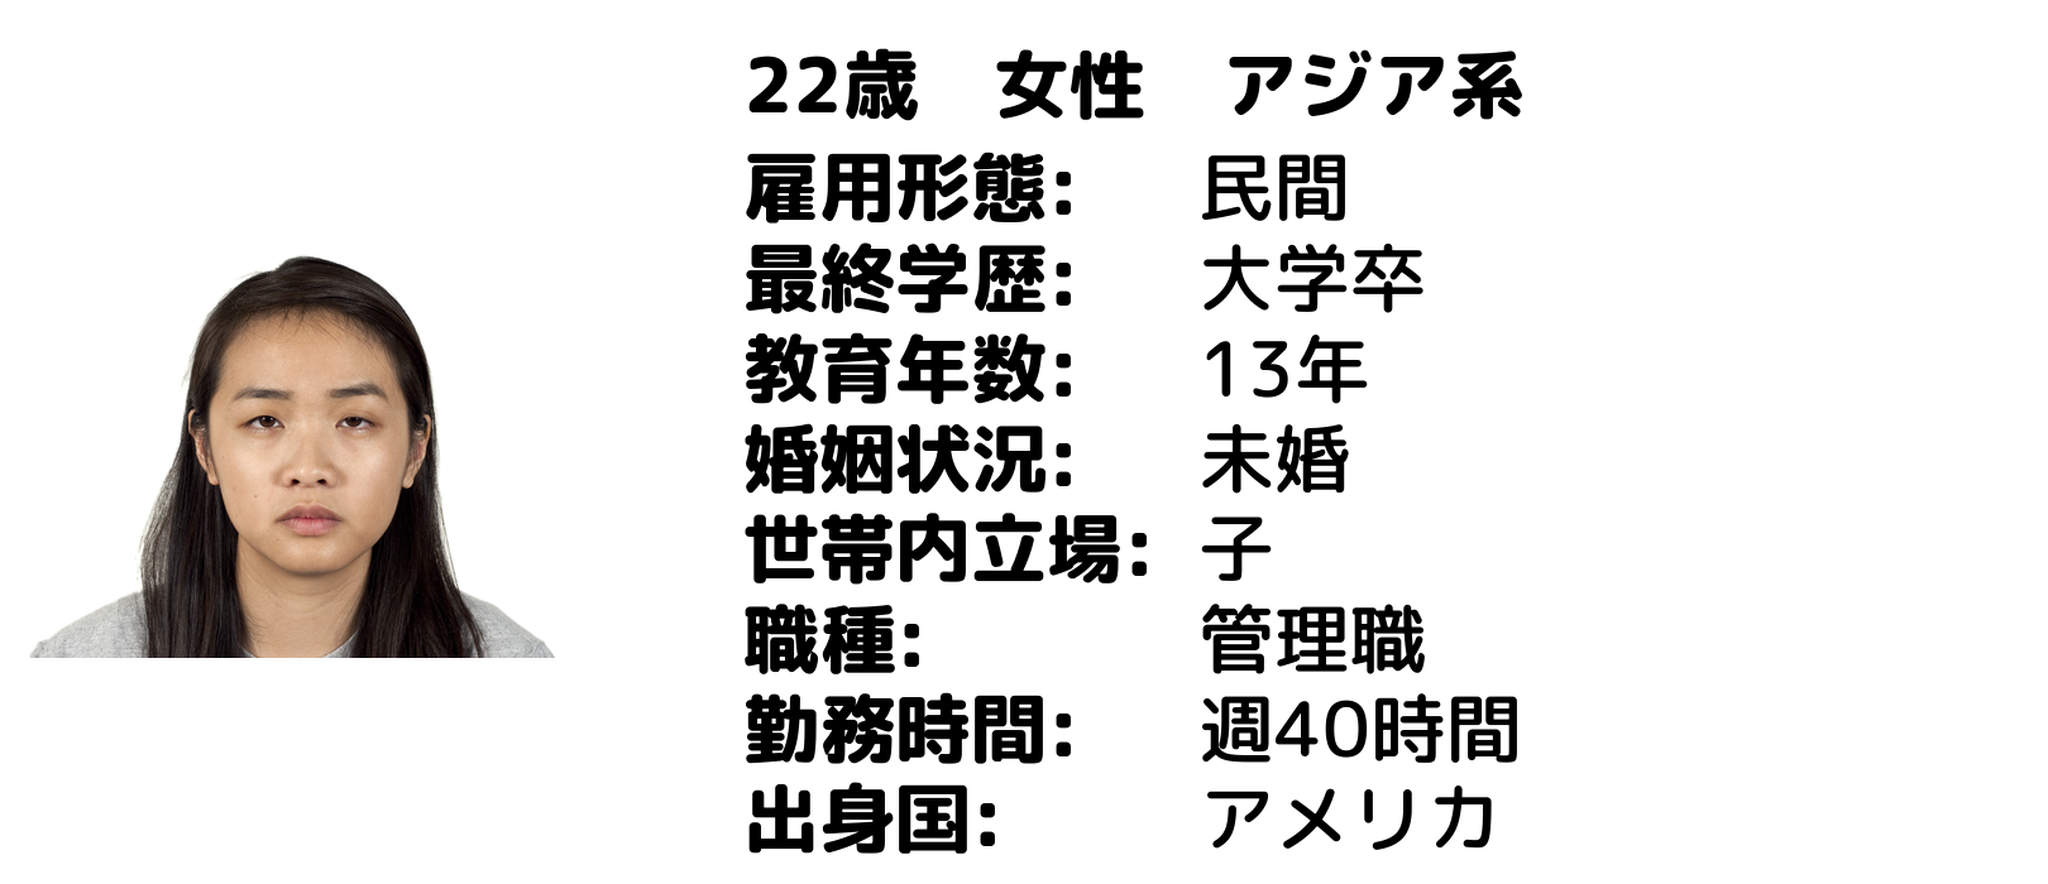 22歳　女性　アジア系
雇用形態:　民間
最終学歴:　大学卒
教育年数:　13年
婚姻状況:　未婚
世帯内立場:　子
職種:　管理職
勤務時間:　週40時間
出身国:　アメリカ